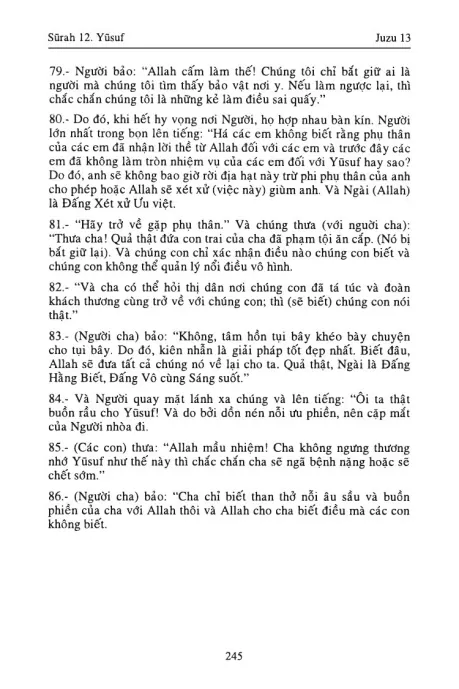 Sūrah 12. Yūsuf Juzu 13
79.- Người bảo: “Allah cấm làm thế! Chúng tôi chỉ bắt giữ ai là
người mà chúng tôi tìm thấy bảo vật nơi y. Nếu làm ngược lại, thì
chắc chắn chúng tôi là những kẻ làm điều sai quấy.”
80.- Do đó, khi hết hy vọng nơi Người, họ họp nhau bàn kín. Người
lớn nhất trong bọn lên tiếng: “Há các em không biết rằng phụ thân
của các em đã nhận lời thề từ Allah đối với các em và trước đây các
em đã không làm tròn nhiệm vụ của các em đối với Yūsuf hay sao?
Do đó, anh sẽ không bao giờ rời địa hạt này trừ phi phụ thân của anh
cho phép hoặc Allah sẽ xét xử (việc này) giùm anh. Và Ngài (Allah)
là Đấng Xét xử Ưu việt.
81.- “Hãy trở về gặp phụ thân.” Và chúng thưa (với người cha):
“Thưa cha! Quả thật đứa con trai của cha đã phạm tội ăn cắp. (Nó bị
bắt giữ lại). Và chúng con chỉ xác nhận điều nào chúng con biết và
chúng con không thể quản lý nổi điều vô hình.
82.- “Và cha có thể hỏi thị dân nơi chúng con đã tá túc và đoàn
khách thương cùng trở về với chúng con; thì (sẽ biết) chúng con nói
thật.”
83.- (Người cha) bảo: “Không, tâm hồn tụi bây khéo bày chuyện
cho tụi bây. Do đó, kiên nhẫn là giải pháp tốt đẹp nhất. Biết đâu,
Allah sẽ đưa tất cả chúng nó về lại cho ta. Quả thật, Ngài là Đấng
Hằng Biết, Đấng Vô cùng Sáng suốt.”
84.- Và Người quay mặt lánh xa chúng và lên tiếng: “Ôi ta thật
buồn rầu cho Yūsuf! Và do bởi dồn nén nỗi ưu phiền, nên cặp mắt
của Người nhòa đi.
85.- (Các con) thưa: “Allah mầu nhiệm! Cha không ngưng thương
nhớ Yūsuf như thế này thì chắc chắn cha sẽ ngã bệnh nặng hoặc sẽ
chết sớm.”
86.- (Người cha) bảo: “Cha chỉ biết than thở nỗi âu sầu và buồn
phiền của cha với Allah thôi và Allah cho cha biết điều mà các con
không biết.
245